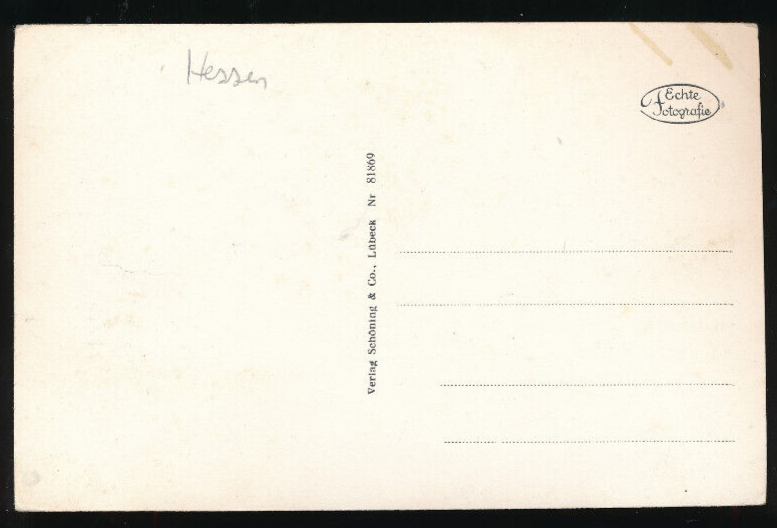 Hessen
Echte
Fotografie
Verlag Schöning & Co., Lübeck Nr 81869